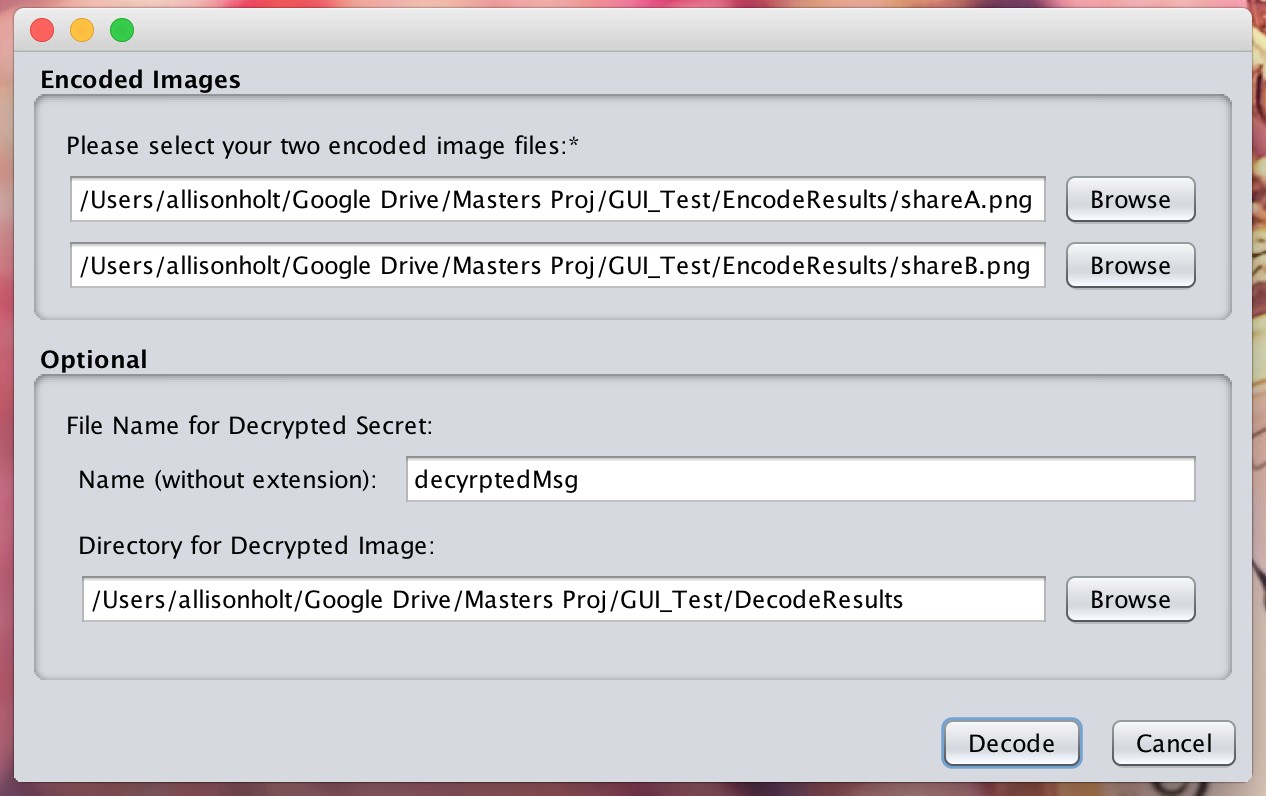 Encoded Images
Please select your two encoded image files:*
/Users/allisonholt/Google Drive/Masters Proj/GUI_Test/EncodeResults/shareA.png Browse
/Users/allisonholt/Google Drive/Masters Proj/GUI_Test/EncodeResults/shareB.png Browse
Optional
File Name for Decrypted Secret:
Name (without extension): decyrptedMsg
Directory for Decrypted Image:
/Users/allisonholt/Google Drive/Masters Proj/GUI_Test/DecodeResults Browse
Decode Cancel